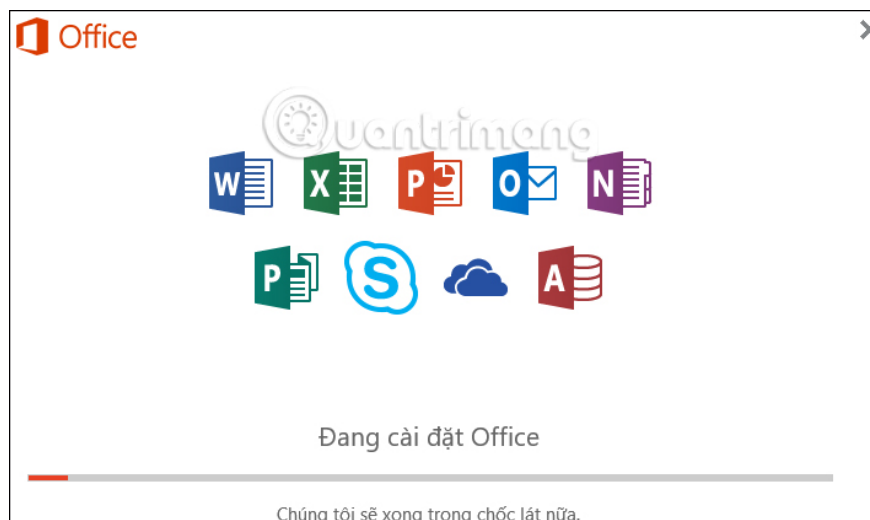 Office
Quantrimang
W X P O N
P S A
Đang cài đặt Office
Chúng tôi sẽ xong trong chốc lát nữa.